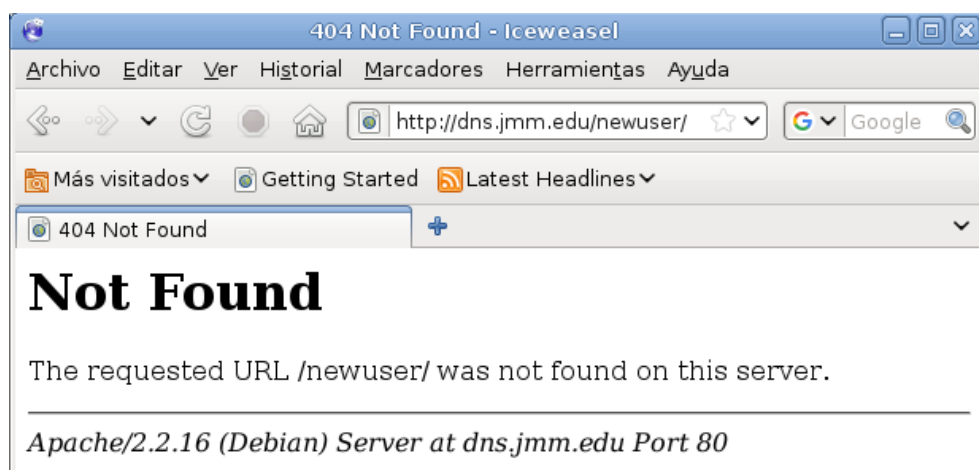 404 Not Found - Iceweasel
Archivo Editar Ver Historial Marcadores Herramientas Ayuda
http://dns.jmm.edu/newuser/ G Google
Más visitados Getting Started Latest Headlines
404 Not Found
Not Found
The requested URL /newuser/ was not found on this server.
Apache/2.2.16 (Debian) Server at dns.jmm.edu Port 80